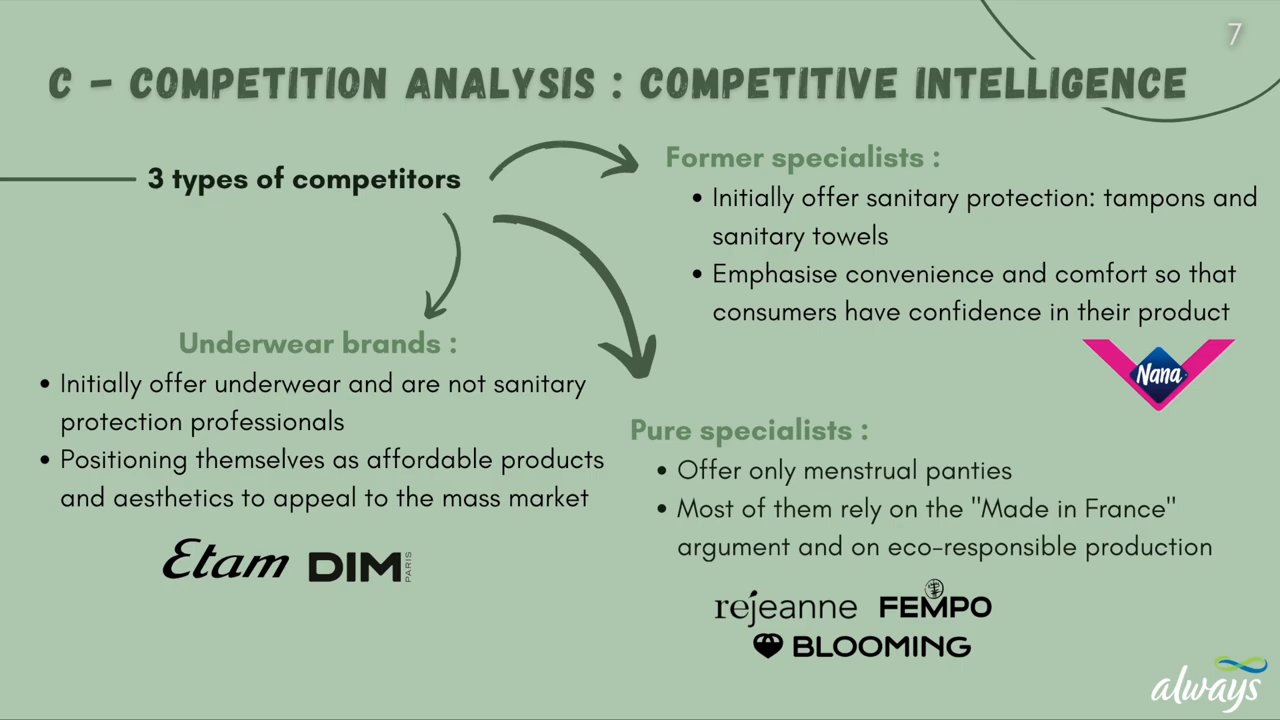 7
C - COMPETITION ANALYSIS : COMPETITIVE INTELLIGENCE
3 types of competitors
Former specialists :
• Initially offer sanitary protection: tampons and
sanitary towels
• Emphasise convenience and comfort so that
consumers have confidence in their product
Nana
Underwear brands :
• Initially offer underwear and are not sanitary
protection professionals
• Positioning themselves as affordable products
and aesthetics to appeal to the mass market
Etam DIM PARIS
Pure specialists :
• Offer only menstrual panties
• Most of them rely on the "Made in France"
argument and on eco-responsible production
rejeanne FEMPO
BLOOMING
always